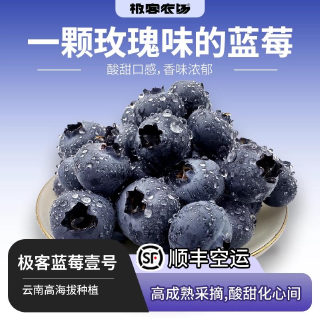 极客农场
一颗玫瑰味的蓝莓
酸甜口感,香味浓郁
极客蓝莓壹号
云南高海拔种植
SF 顺丰空运
高成熟采摘,酸甜化心间